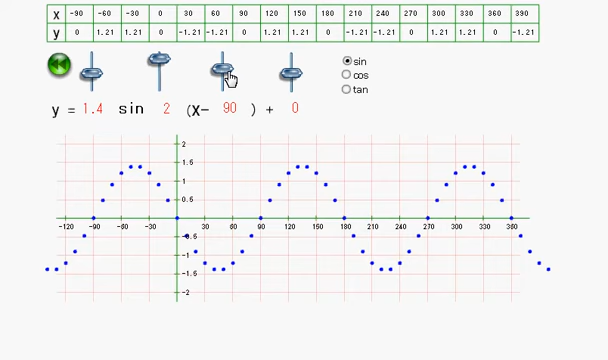 x -90 -60 -30 0 30 60 90 120 150 180 210 240 270 300 330 360 390
y 0 1.21 1.21 0 -1.21 -1.21 0 1.21 1.21 0 -1.21 -1.21 0 1.21 1.21 0 -1.21
sin
cos
tan
y = 1.4 sin 2 (x- 90 ) + 0
2
1.5
1
0.5
-120 -90 -60 -30 30 60 90 120 150 180 210 240 270 300 330 360
-0.5
-1
-1.5
-2